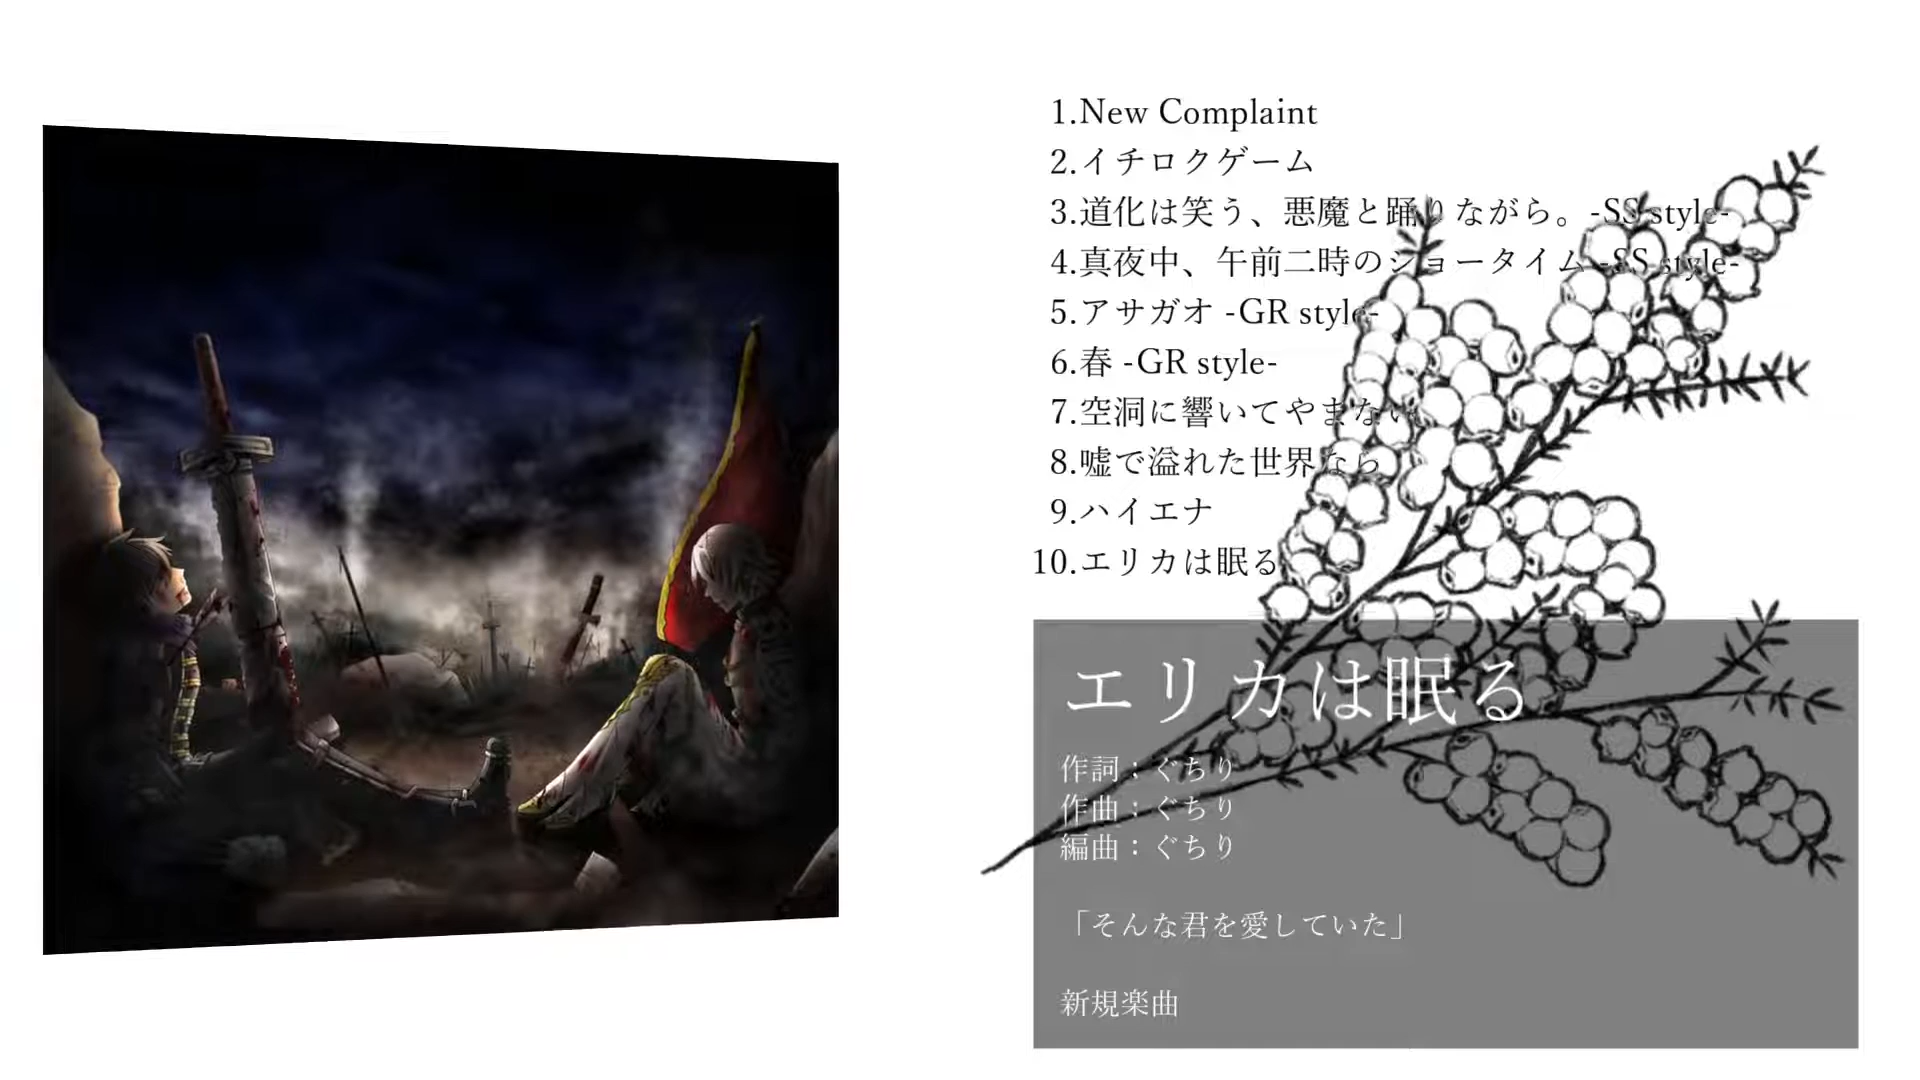 1.New Complaint
2.イチロクゲーム
3.道化は笑う、悪魔と踊りながら。-SS style-
4.真夜中、午前二時のショータイム -SS style-
5.アサガオ -GR style-
6.春 -GR style-
7.空洞に響いてやまない
8.嘘で溢れた世界なら
9.ハイエナ
10.エリカは眠る
エリカは眠る
作詞：ぐちり
作曲：ぐちり
編曲：ぐちり
「そんな君を愛していた」
新規楽曲